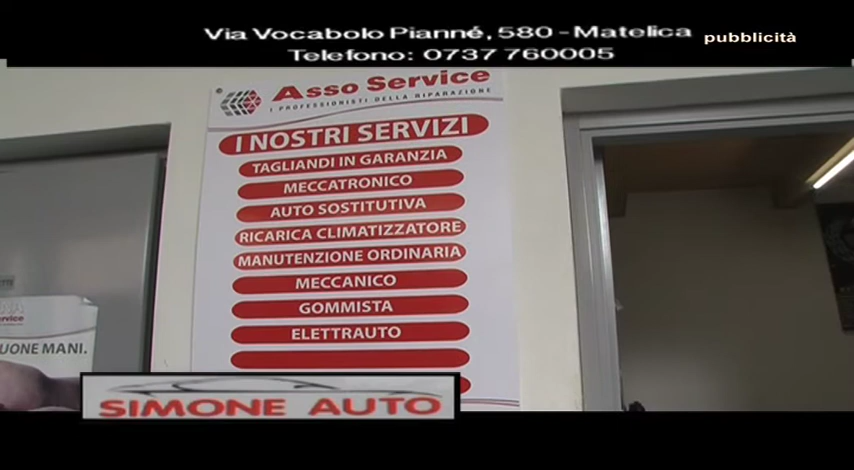 Via Vocabolo Pianné, 580 - Matelica
pubblicità
Telefono: 0737 760005
Asso Service
I PROFESSIONISTI DELLA RIPARAZIONE
I NOSTRI SERVIZI
TAGLIANDI IN GARANZIA
MECCATRONICO
AUTO SOSTITUTIVA
RICARICA CLIMATIZZATORE
MANUTENZIONE ORDINARIA
MECCANICO
GOMMISTA
ELETTRAUTO
UONE MANI.
SIMONE AUTO